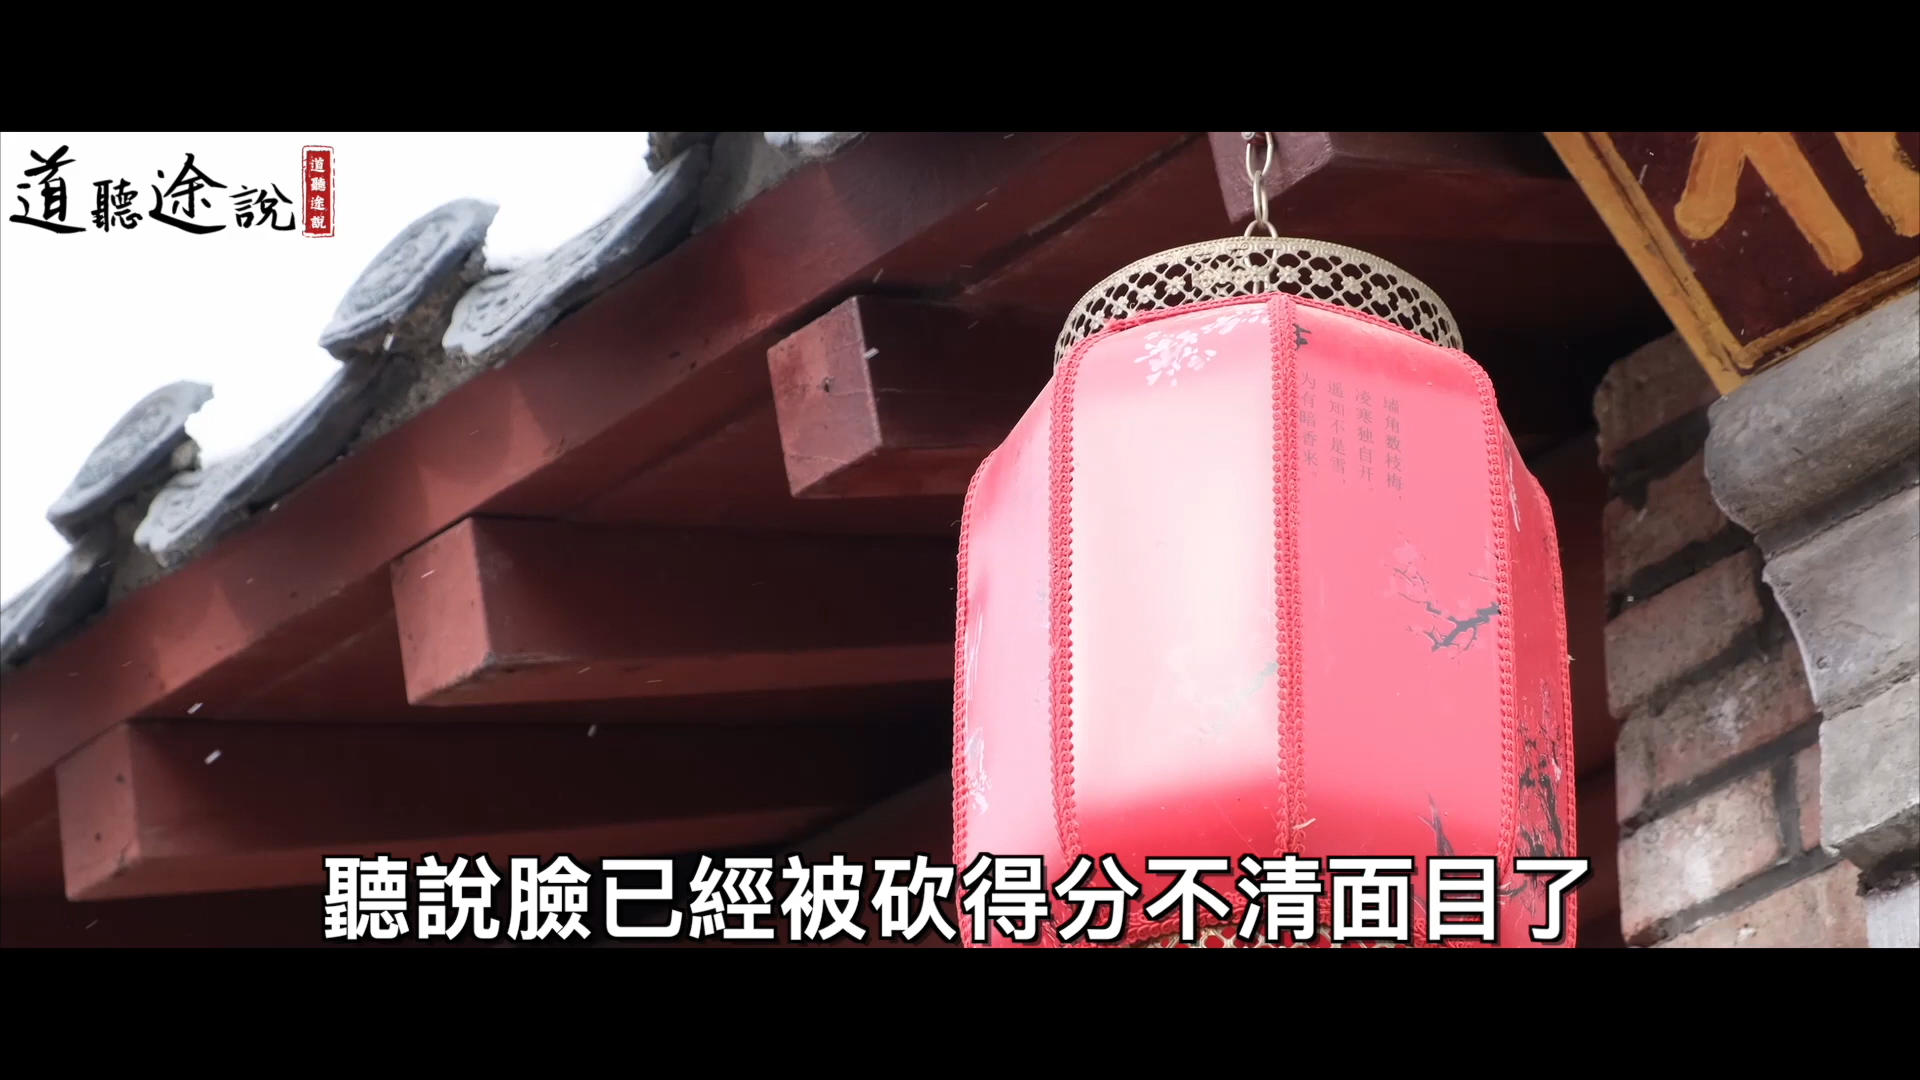 道聽途說
道聽途說
墙角数枝梅，
凌寒独自开。
遥知不是雪，
为有暗香来。
聽說臉已經被砍得分不清面目了